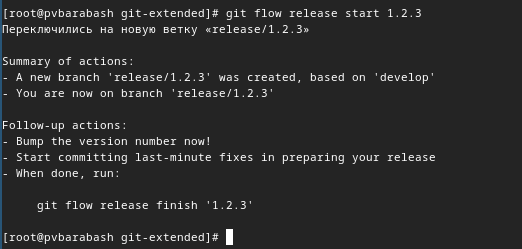 [root@pvbarabash git-extended]# git flow release start 1.2.3
Переключились на новую ветку «release/1.2.3»
Summary of actions:
- A new branch 'release/1.2.3' was created, based on 'develop'
- You are now on branch 'release/1.2.3'
Follow-up actions:
- Bump the version number now!
- Start committing last-minute fixes in preparing your release
- When done, run:
git flow release finish '1.2.3'
[root@pvbarabash git-extended]#